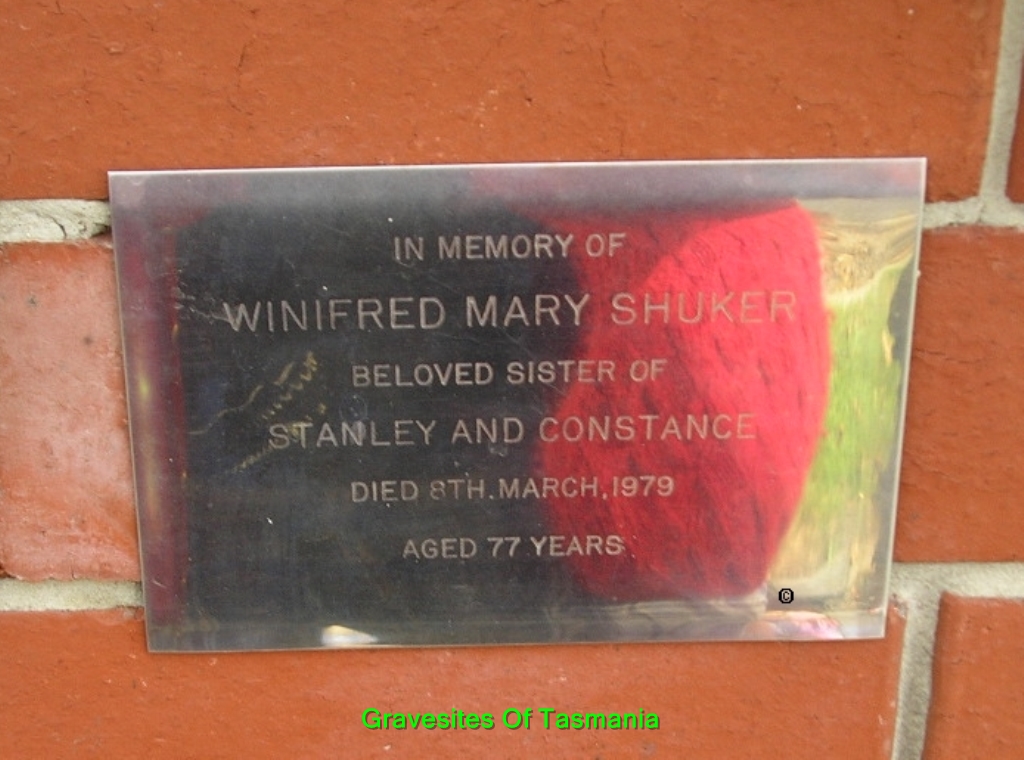 IN MEMORY OF
WINIFRED MARY SHUKER
BELOVED SISTER OF
STANLEY AND CONSTANCE
DIED 8TH. MARCH, 1979
AGED 77 YEARS
©
Gravesites Of Tasmania